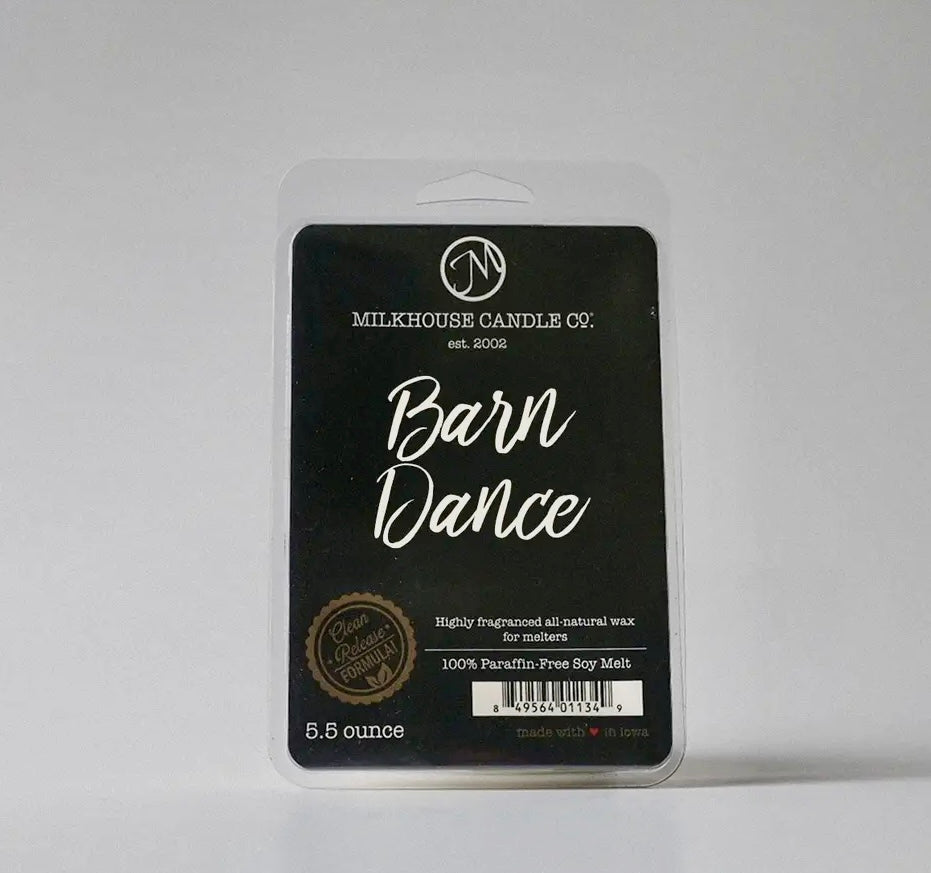 JM
MILKHOUSE CANDLE CO.
est. 2002
Barn
Dance
Clean
Release
FORMULA!
Highly fragranced all-natural wax
for melters
100% Paraffin-Free Soy Melt
8 49564 01134 9
5.5 ounce
made with ♥ in iowa